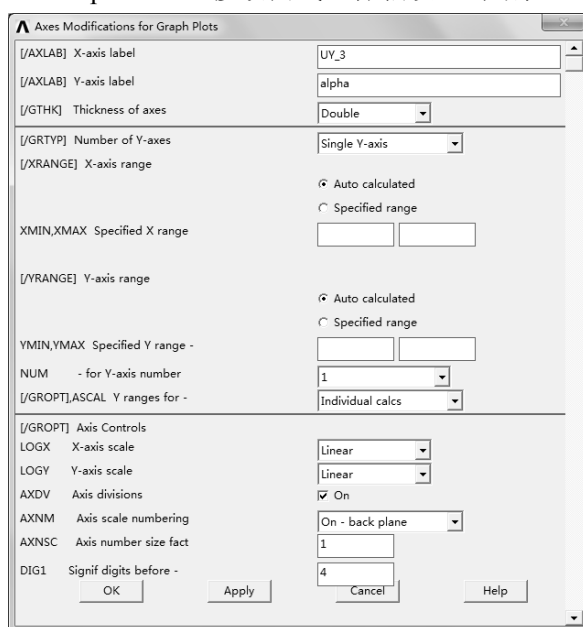 Axes Modifications for Graph Plots
[/AXLAB] X-axis label UY_3
[/AXLAB] Y-axis label alpha
[/GTHK] Thickness of axes Double
[/GRTYP] Number of Y-axes Single Y-axis
[/XRANGE] X-axis range
Auto calculated
Specified range
XMIN,XMAX Specified X range
[/YRANGE] Y-axis range
Auto calculated
Specified range
YMIN,YMAX Specified Y range -
NUM - for Y-axis number 1
[/GROPT],ASCAL Y ranges for - Individual calcs
[/GROPT] Axis Controls
LOGX X-axis scale Linear
LOGY Y-axis scale Linear
AXDV Axis divisions On
AXNM Axis scale numbering On - back plane
AXNSC Axis number size fact 1
DIG1 Signif digits before - 4
OK Apply Cancel Help